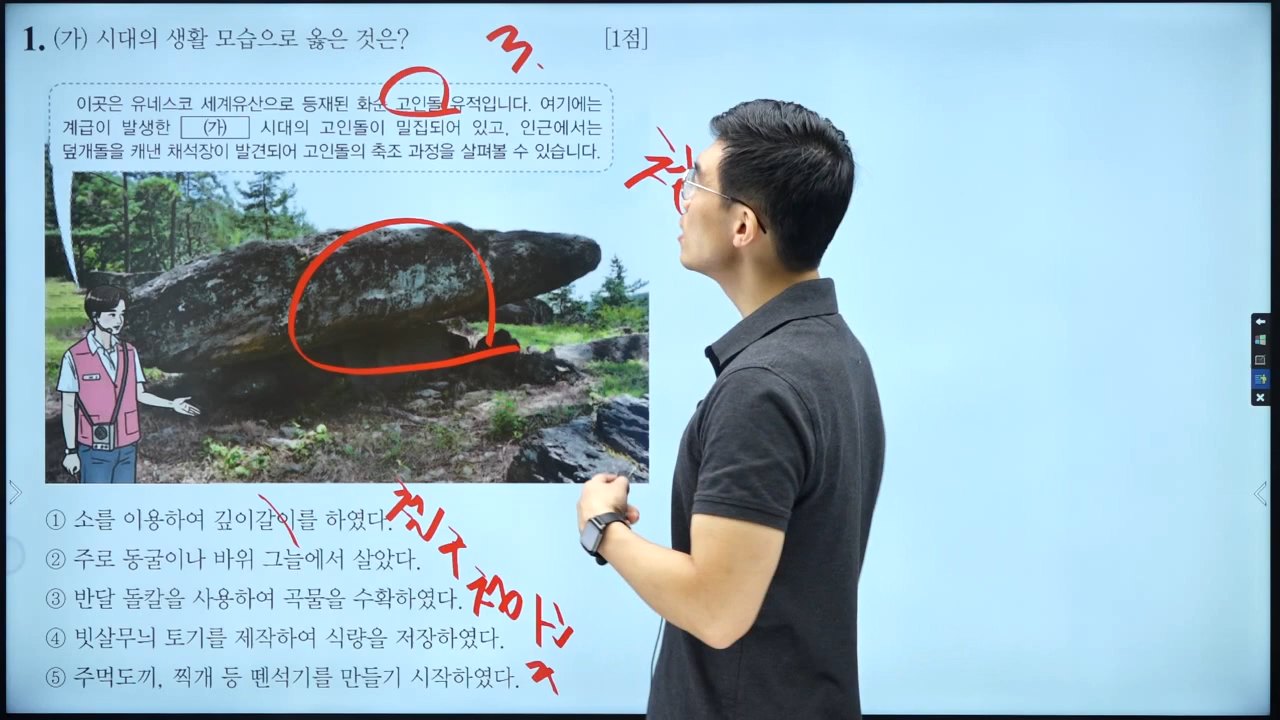 1. (가) 시대의 생활 모습으로 옳은 것은? [1점]
3.
이곳은 유네스코 세계유산으로 등재된 화순 고인돌 유적입니다. 여기에는
계급이 발생한 (가) 시대의 고인돌이 밀집되어 있고, 인근에서는
덮개돌을 캐낸 채석장이 발견되어 고인돌의 축조 과정을 살펴볼 수 있습니다.
① 소를 이용하여 깊이갈이를 하였다.
② 주로 동굴이나 바위 그늘에서 살았다.
③ 반달 돌칼을 사용하여 곡물을 수확하였다. 청
④ 빗살무늬 토기를 제작하여 식량을 저장하였다. 신
⑤ 주먹도끼, 찍개 등 뗀석기를 만들기 시작하였다. 구